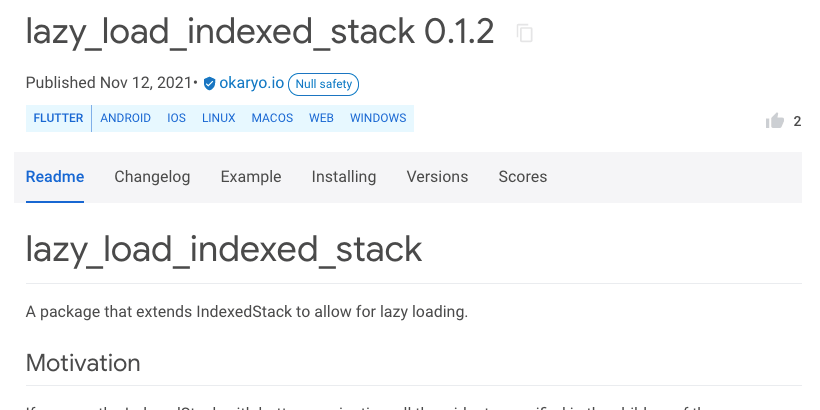 lazy_load_indexed_stack 0.1.2
Published Nov 12, 2021• okaryo.io Null safety
FLUTTER ANDROID IOS LINUX MACOS WEB WINDOWS
2
Readme Changelog Example Installing Versions Scores
lazy_load_indexed_stack
A package that extends IndexedStack to allow for lazy loading.
Motivation